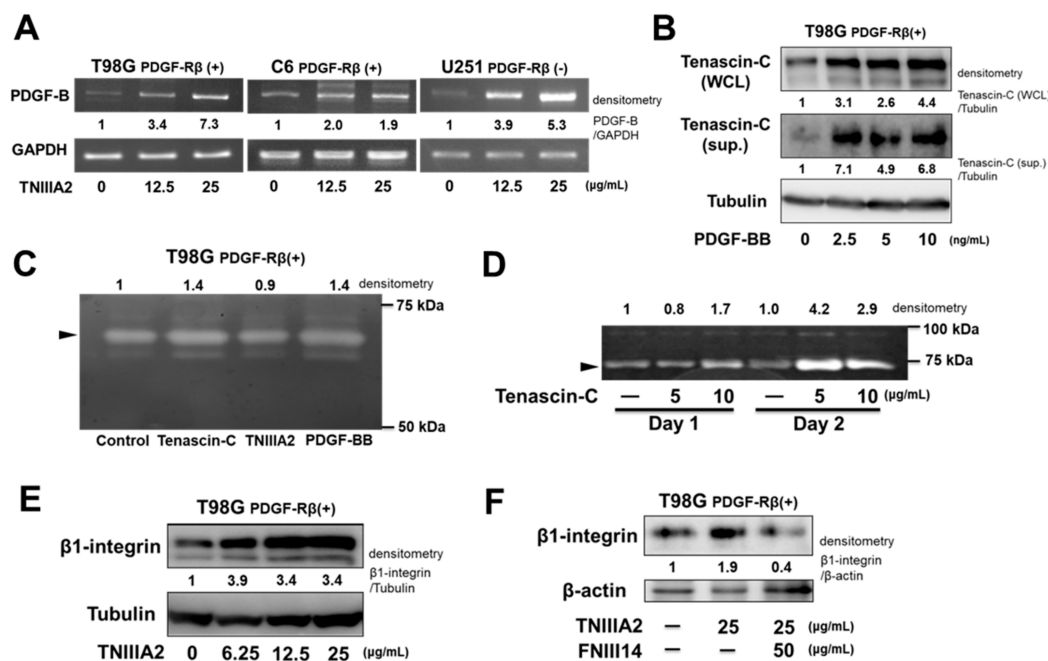 A
T98G PDGF-Rβ (+)
C6 PDGF-Rβ (+)
U251 PDGF-Rβ (-)
PDGF-B
densitometry
1 3.4 7.3 1 2.0 1.9 1 3.9 5.3
PDGF-B
/GAPDH
GAPDH
TNIIIA2 0 12.5 25 0 12.5 25 0 12.5 25 (μg/mL)
B
T98G PDGF-Rβ(+)
Tenascin-C
(WCL)
densitometry
1 3.1 2.6 4.4
Tenascin-C (WCL)
/Tubulin
Tenascin-C
(sup.)
1 7.1 4.9 6.8
Tenascin-C (sup.)
/Tubulin
Tubulin
PDGF-BB 0 2.5 5 10 (ng/mL)
C
T98G PDGF-Rβ(+)
1 1.4 0.9 1.4 densitometry
75 kDa
50 kDa
Control Tenascin-C TNIIIA2 PDGF-BB
D
1 0.8 1.7 1.0 4.2 2.9 densitometry
100 kDa
75 kDa
Tenascin-C — 5 10 — 5 10 (μg/mL)
Day 1 Day 2
E
T98G PDGF-Rβ(+)
β1-integrin
densitometry
1 3.9 3.4 3.4
β1-integrin
/Tubulin
Tubulin
TNIIIA2 0 6.25 12.5 25 (μg/mL)
F
T98G PDGF-Rβ(+)
β1-integrin
densitometry
1 1.9 0.4
β1-integrin
/β-actin
β-actin
TNIIIA2 — 25 25 (μg/mL)
FNIII14 — — 50 (μg/mL)